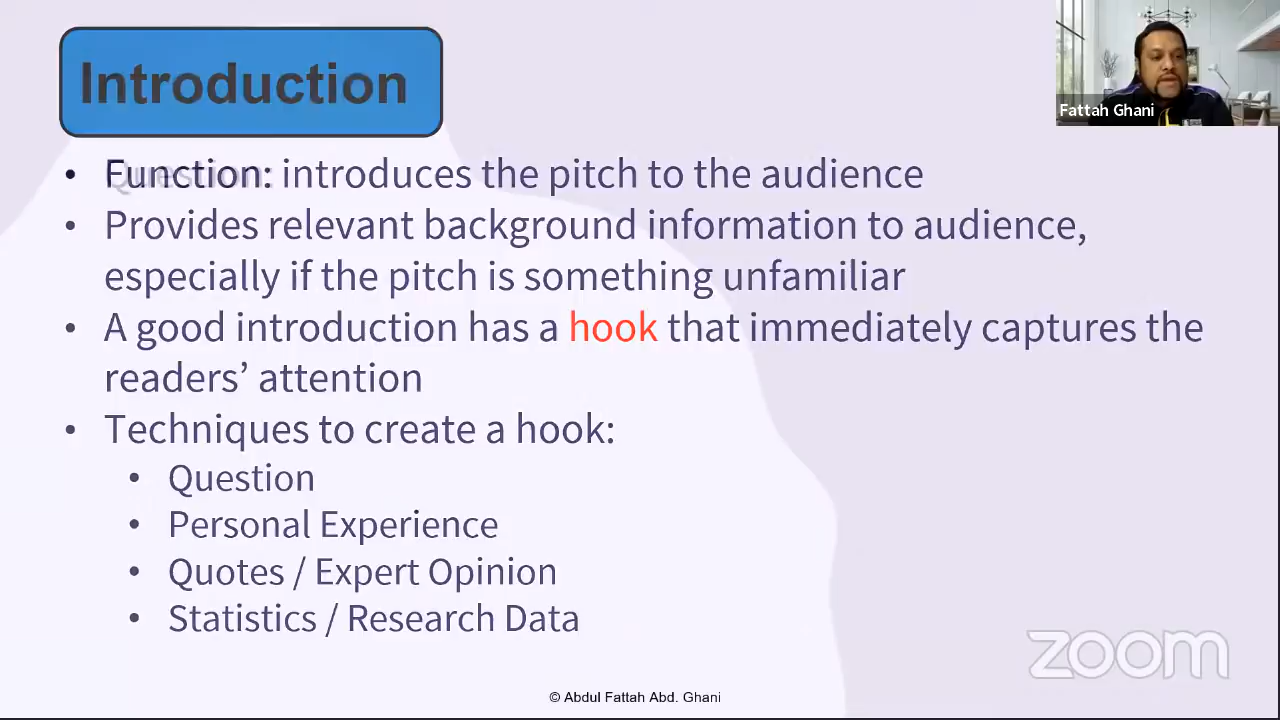 Introduction
Fattah Ghani
• Function: introduces the pitch to the audience
• Provides relevant background information to audience,
especially if the pitch is something unfamiliar
• A good introduction has a hook that immediately captures the
readers’ attention
• Techniques to create a hook:
• Question
• Personal Experience
• Quotes / Expert Opinion
• Statistics / Research Data
zoom
© Abdul Fattah Abd. Ghani